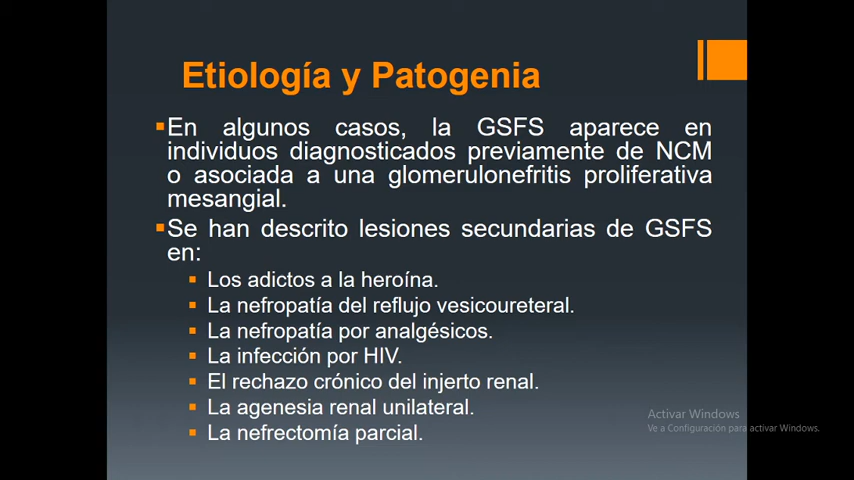 Etiología y Patogenia
En algunos casos, la GSFS aparece en
individuos diagnosticados previamente de NCM
o asociada a una glomerulonefritis proliferativa
mesangial.
Se han descrito lesiones secundarias de GSFS
en:
Los adictos a la heroína.
La nefropatía del reflujo vesicoureteral.
La nefropatía por analgésicos.
La infección por HIV.
El rechazo crónico del injerto renal.
La agenesia renal unilateral.
La nefrectomía parcial.
Activar Windows
Ve a Configuración para activar Windows.